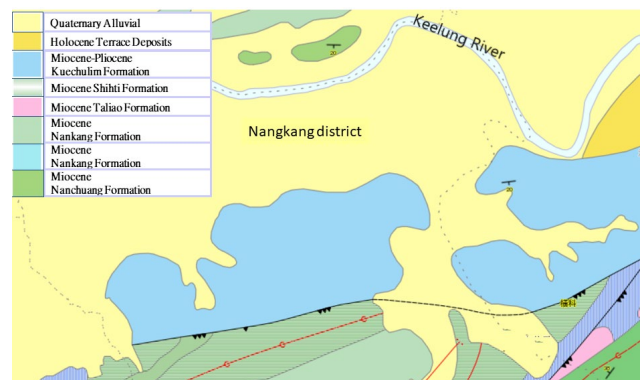 Quaternary Alluvial
Holocene Terrace Deposits
Miocene-Pliocene
Kuechulim Formation
Miocene Shihti Formation
Miocene Taliao Formation
Miocene
Nankang Formation
Miocene
Nankang Formation
Miocene
Nanchuang Formation
Keelung River
20
Nangkang district
20